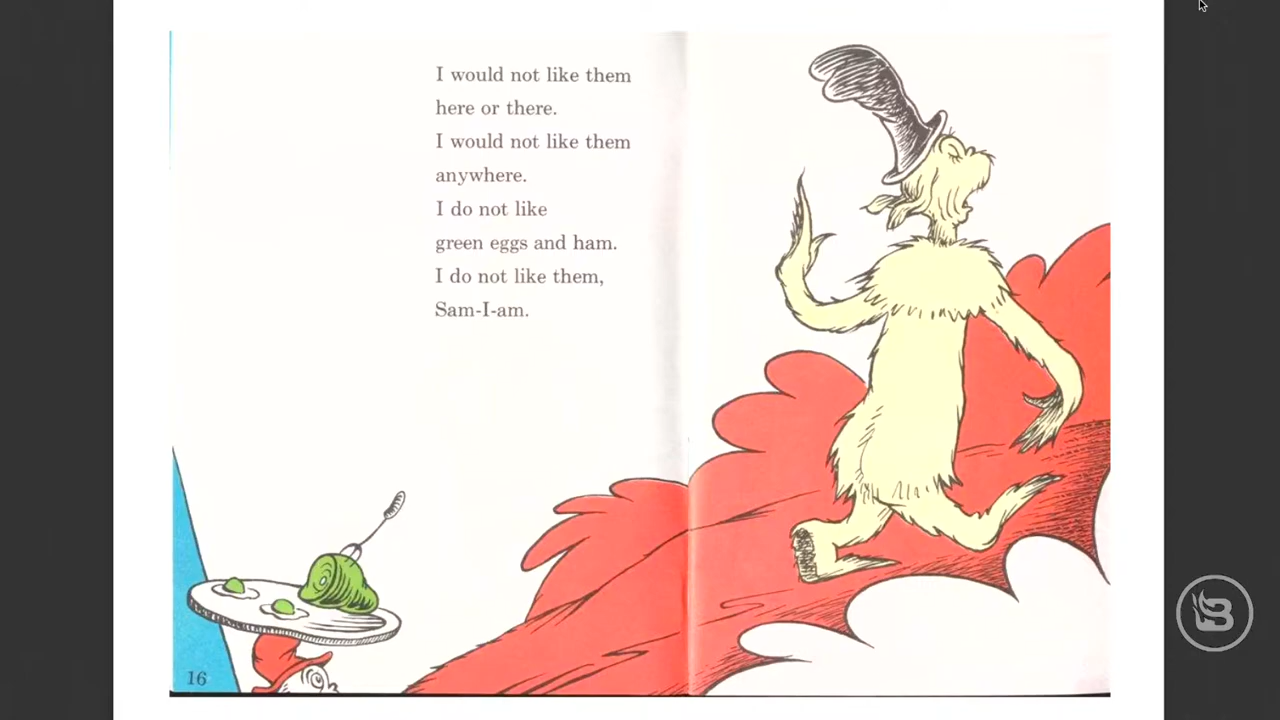 I would not like them
here or there.
I would not like them
anywhere.
I do not like
green eggs and ham.
I do not like them,
Sam-I-am.
16